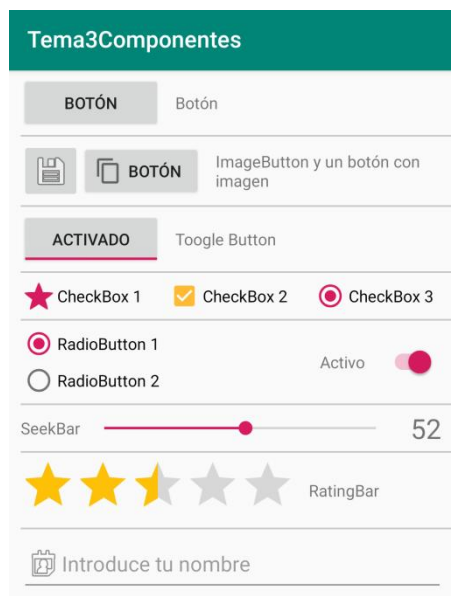 Tema3Componentes
BOTÓN Botón
BOTÓN ImageButton y un botón con
imagen
ACTIVADO Toogle Button
CheckBox 1 CheckBox 2 CheckBox 3
RadioButton 1
Activo
RadioButton 2
SeekBar 52
RatingBar
Introduce tu nombre